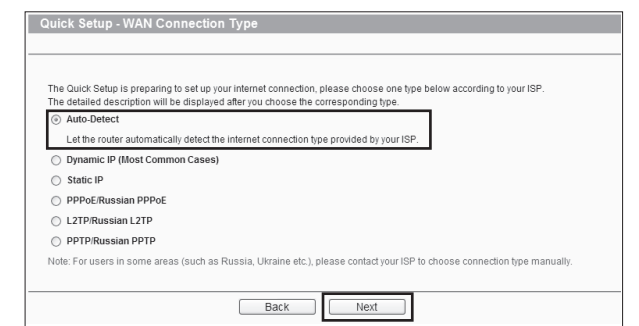 Quick Setup - WAN Connection Type
The Quick Setup is preparing to set up your internet connection, please choose one type below according to your ISP.
The detailed description will be displayed after you choose the corresponding type.
Auto-Detect
Let the router automatically detect the internet connection type provided by your ISP.
Dynamic IP (Most Common Cases)
Static IP
PPPoE/Russian PPPoE
L2TP/Russian L2TP
PPTP/Russian PPTP
Note: For users in some areas (such as Russia, Ukraine etc.), please contact your ISP to choose connection type manually.
Back Next